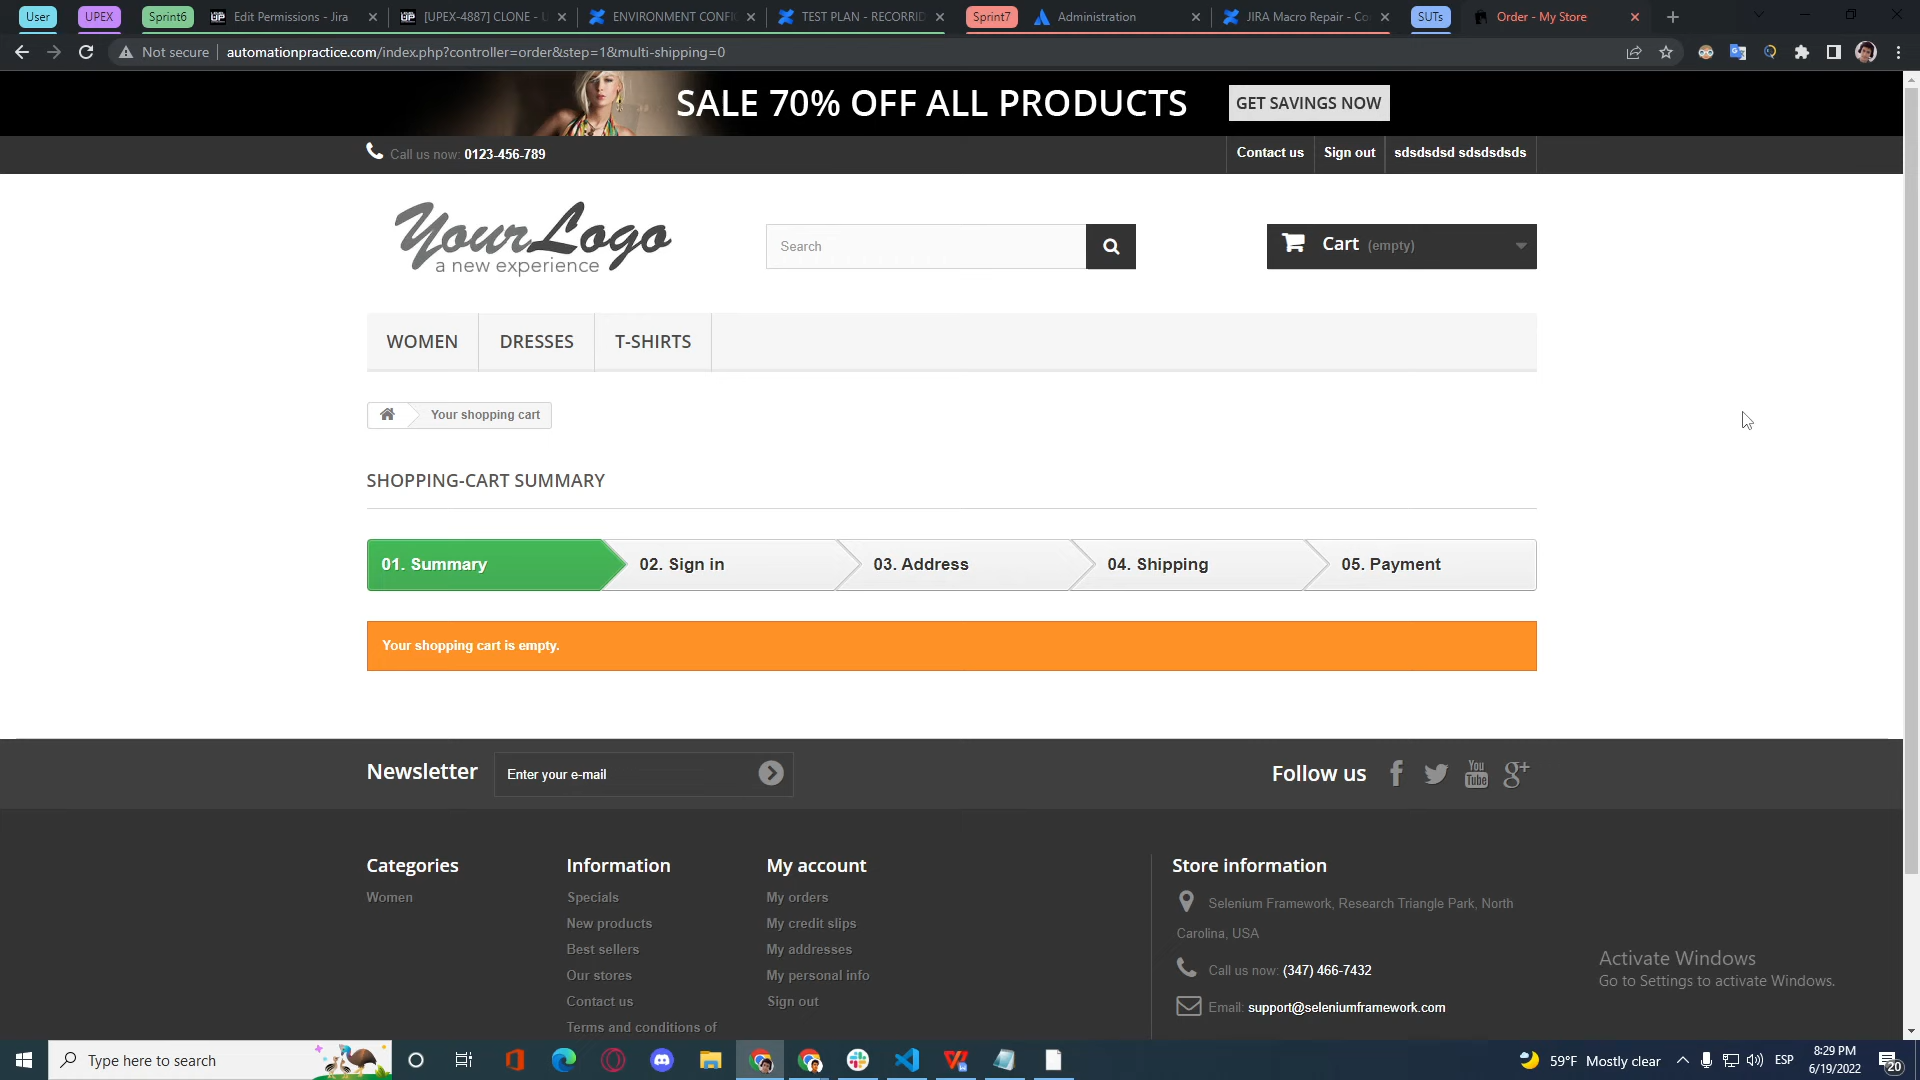 User
UPEX
Sprint6
Edit Permissions - Jira
[UPEX-4887] CLONE - U
ENVIRONMENT CONFI
TEST PLAN - RECORRID
Sprint7
Administration
JIRA Macro Repair - Co
SUTs
Order - My Store
Not secure
automationpractice.com/index.php?controller=order&step=1&multi-shipping=0
SALE 70% OFF ALL PRODUCTS
GET SAVINGS NOW
Call us now: 0123-456-789
Contact us
Sign out
sdsdsdsd sdsdsdsds
YourLogo
a new experience
Search
Cart (empty)
WOMEN
DRESSES
T-SHIRTS
Your shopping cart
SHOPPING-CART SUMMARY
01. Summary
02. Sign in
03. Address
04. Shipping
05. Payment
Your shopping cart is empty.
Newsletter
Enter your e-mail
Follow us
You
Tube
g+
Categories
Women
Information
Specials
New products
Best sellers
Our stores
Contact us
Terms and conditions of
My account
My orders
My credit slips
My addresses
My personal info
Sign out
Store information
Selenium Framework, Research Triangle Park, North
Carolina, USA
Call us now: (347) 466-7432
Email: support@seleniumframework.com
Activate Windows
Go to Settings to activate Windows.
Type here to search
59°F Mostly clear
ESP
8:29 PM
6/19/2022
20